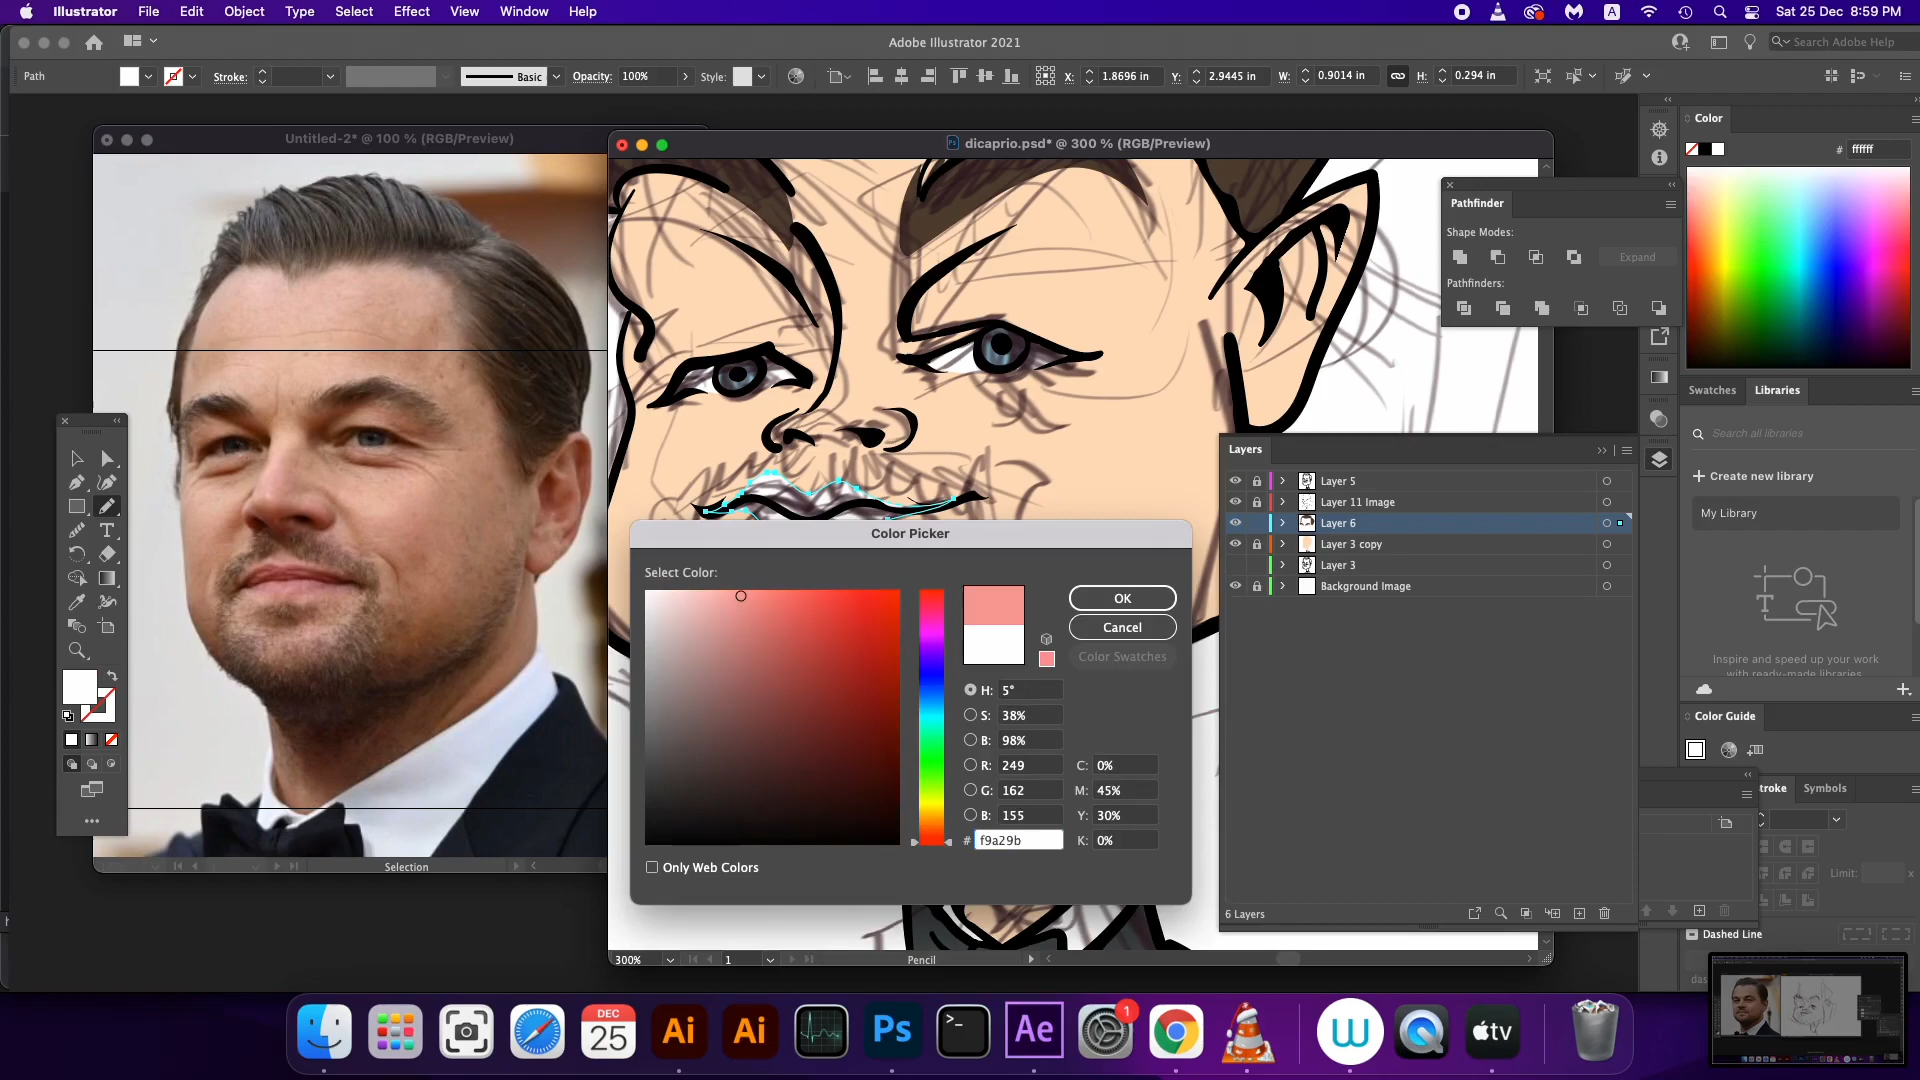 Illustrator File Edit Object Type Select Effect View Window Help A Sat 25 Dec 8:59 PM
Adobe Illustrator 2021 Search Adobe Help
Path Stroke: Basic Opacity: 100% Style: X: 1.8696 in Y: 2.9445 in W: 0.9014 in H: 0.294 in
Untitled-2* @ 100 % (RGB/Preview)
Ps dicaprio.psd* @ 300 % (RGB/Preview)
Color
# ffffff
Pathfinder
Shape Modes:
Expand
Pathfinders:
Swatches Libraries
Search all libraries
Create new library
My Library
Inspire and speed up your work
with ready-made libraries.
Color Guide
Stroke Symbols
Limit: x
Dashed Line
Layers
Layer 5
Layer 11 Image
Layer 6
Layer 3 copy
Layer 3
Background Image
6 Layers
Color Picker
Select Color:
OK
Cancel
Color Swatches
H: 5°
S: 38%
B: 98%
R: 249 C: 0%
G: 162 M: 45%
B: 155 Y: 30%
# f9a29b K: 0%
Only Web Colors
Selection
300% 1 Pencil
DEC
25
Ai Ai Ps Ae 1 tv